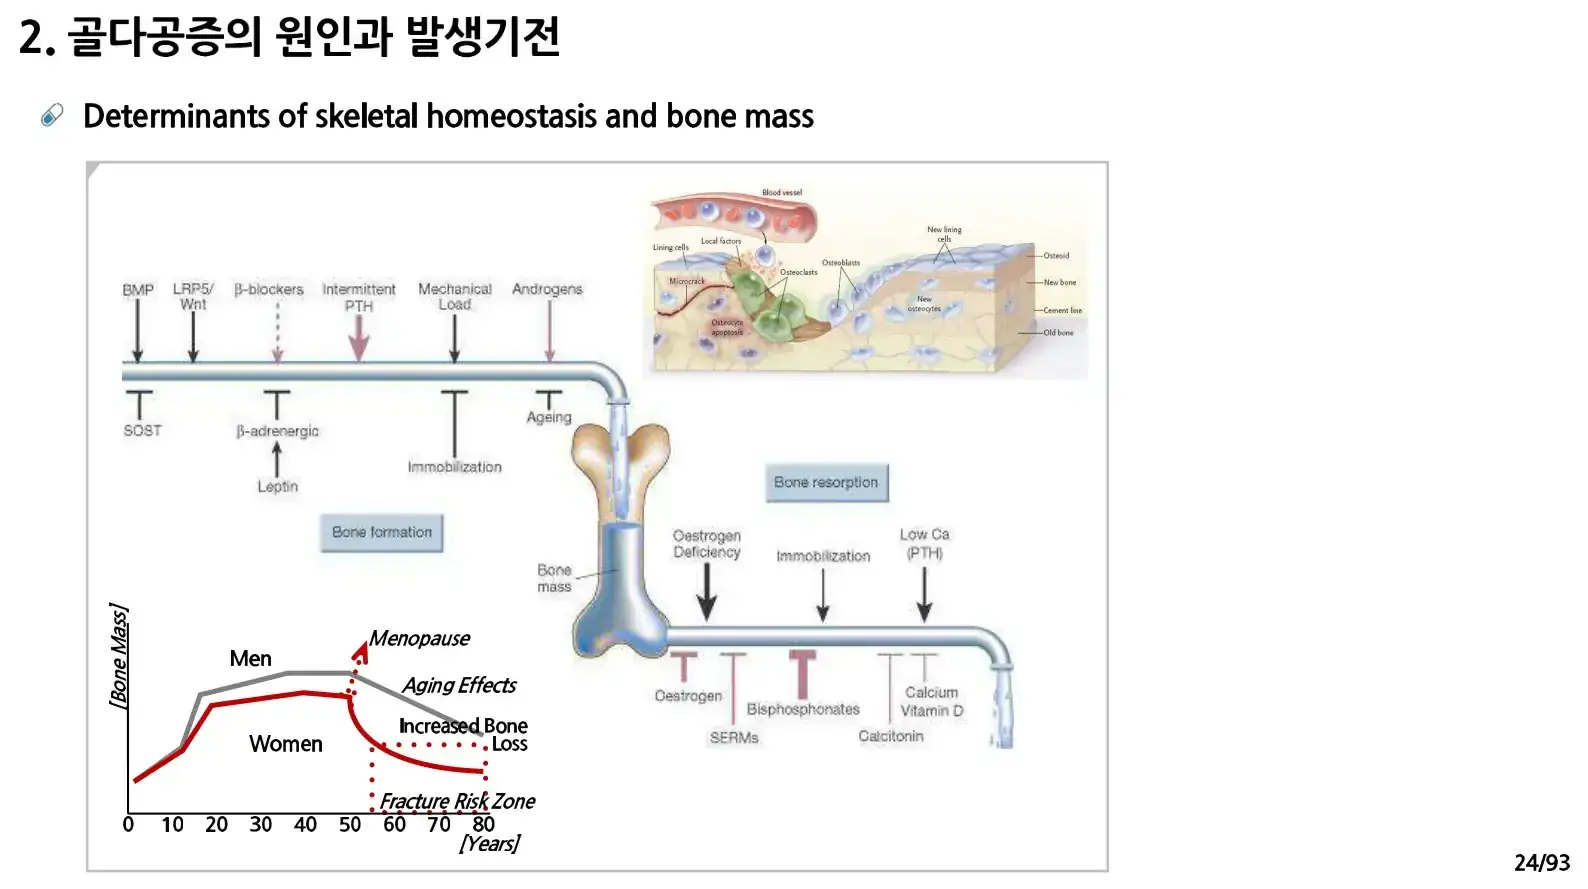 2. 골다공증의 원인과 발생기전
Determinants of skeletal homeostasis and bone mass
Blood vessel
Lining cells
Local factors
Osteoclasts
Osteoblasts
New lining
cells
Osteoid
New bone
Cement line
Old bone
Microcrack
Osteocyte
apoptosis
New
osteocytes
BMP
LRP5/
Wnt
β-blockers
Intermittent
PTH
Mechanical
Load
Androgens
SOST
β-adrenergic
Leptin
Immobilization
Ageing
Bone formation
Bone resorption
Bone
mass
Oestrogen
Deficiency
Immobilization
Low Ca
(PTH)
Oestrogen
SERMs
Bisphosphonates
Calcitonin
Calcium
Vitamin D
[Bone Mass]
Men
Women
Menopause
Aging Effects
Increased Bone
Loss
Fracture Risk Zone
0 10 20 30 40 50 60 70 80
[Years]
24/93